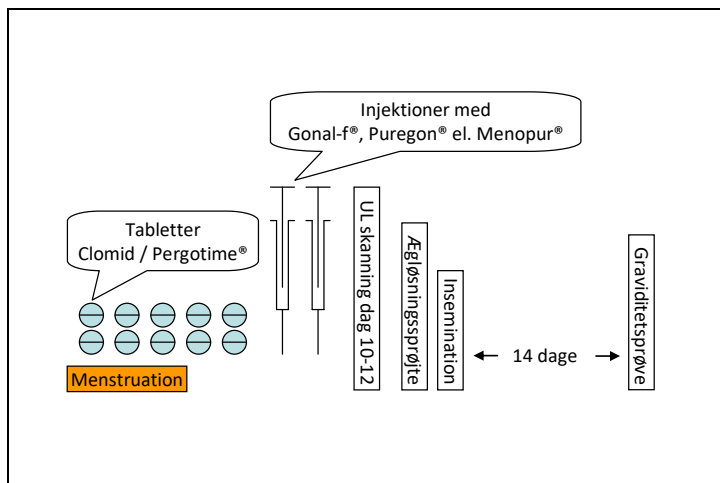 Injektioner med
Gonal-f®, Puregon® el. Menopur®
Tabletter
Clomid / Pergotime®
UL skanning dag 10-12
Ægløsningssprøjte
Insemination
14 dage
Graviditetsprøve
Menstruation